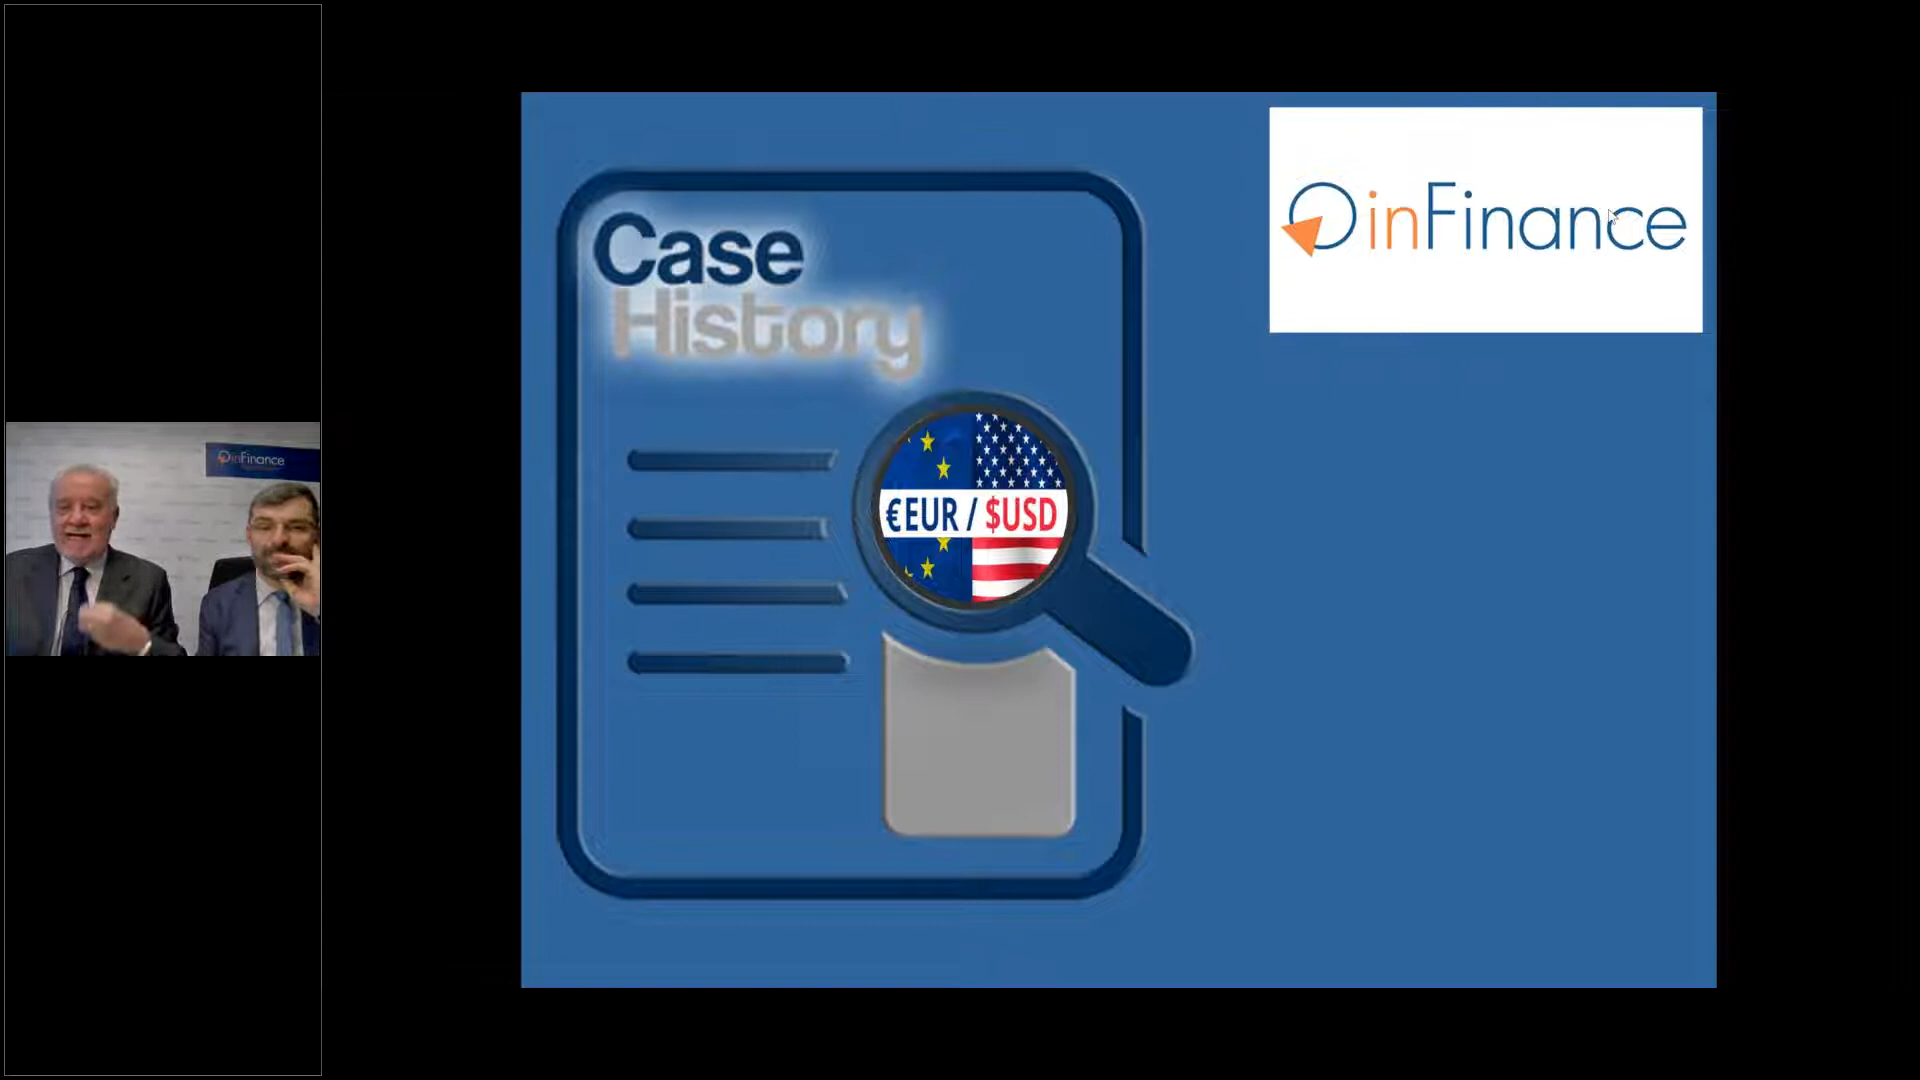 Case
History
€EUR / $USD
inFinance
inFinance